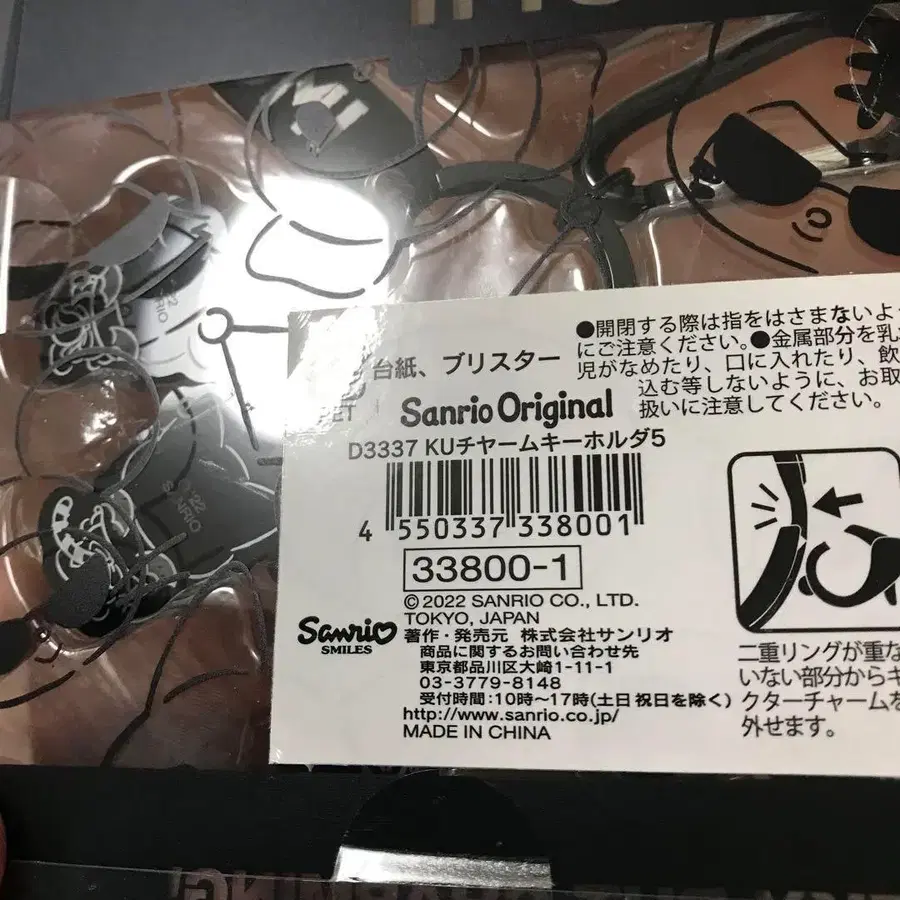 ●開閉する際は指をはさまないよ
にご注意ください。●金属部分を乳
児がなめたり、口に入れたり、飲
込む等しないように、お取
扱いに注意してください。
台紙、ブリスター
PET
Sanrio Original
D3337 KUチャームキーホルダ5
4 550337 338001
33800-1
© 2022 SANRIO CO., LTD.
TOKYO, JAPAN
Sanrio
SMILES
著作・発売元 株式会社サンリオ
商品に関するお問い合わせ先
東京都品川区大崎1-11-1
03-3779-8148
受付時間:10時〜17時(土日祝日を除く)
http://www.sanrio.co.jp/
MADE IN CHINA
二重リングが重な
いない部分からキ
クターチャームを
外せます。
'22
SANRIO